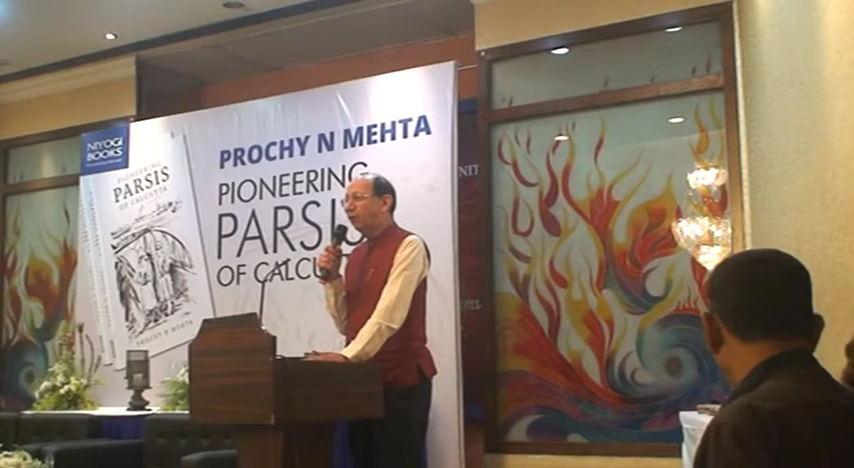 NIYOGI
BOOKS
PROCHY N MEHTA
PIONEERING
PARSIS
OF CALCUTTA
PIONEERING
PARSIS
OF CALCU
PROCHY N MEHTA